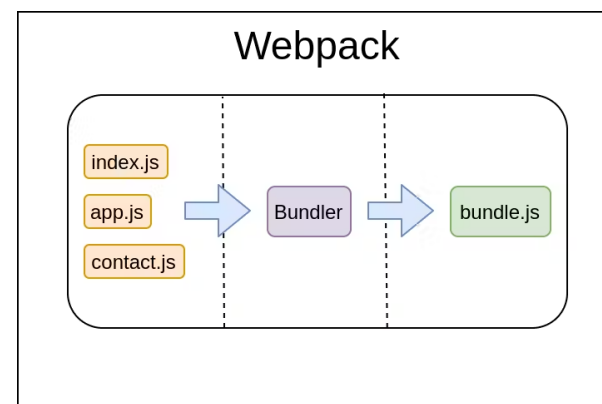 Webpack
index.js
app.js
contact.js
Bundler
bundle.js